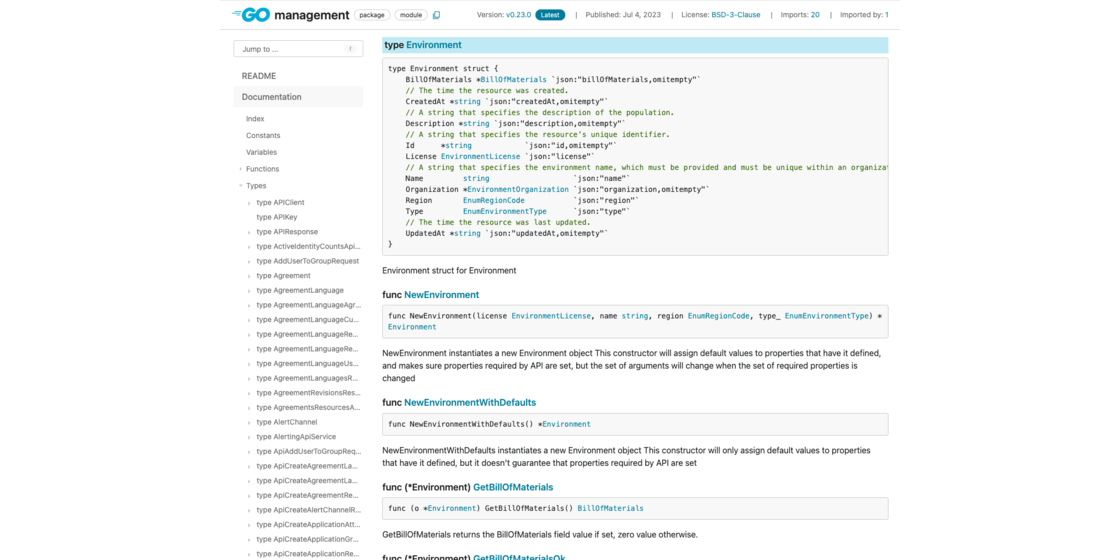 GO management package module Version: v0.23.0 Latest | Published: Jul 4, 2023 | License: BSD-3-Clause | Imports: 20 | Imported by: 1
Jump to ... f
README
Documentation
Index
Constants
Variables
Functions
Types
type APIClient
type APIKey
type APIResponse
type ActiveIdentityCountsApi...
type AddUserToGroupRequest
type Agreement
type AgreementLanguage
type AgreementLanguageAgr...
type AgreementLanguageCu...
type AgreementLanguageRe...
type AgreementLanguageRe...
type AgreementLanguageUs...
type AgreementLanguagesR...
type AgreementRevisionsRes...
type AgreementsResourcesA...
type AlertChannel
type AlertingApiService
type ApiAddUserToGroupReq...
type ApiCreateAgreementLa...
type ApiCreateAgreementLa...
type ApiCreateAgreementRe...
type ApiCreateAlertChannelR...
type ApiCreateApplicationAtt...
type ApiCreateApplicationGr...
type ApiCreateApplicationRe...
type Environment
type Environment struct {
BillOfMaterials *BillOfMaterials `json:"billOfMaterials,omitempty"`
// The time the resource was created.
CreatedAt *string `json:"createdAt,omitempty"`
// A string that specifies the description of the population.
Description *string `json:"description,omitempty"`
// A string that specifies the resource's unique identifier.
Id *string `json:"id,omitempty"`
License EnvironmentLicense `json:"license"`
// A string that specifies the environment name, which must be provided and must be unique within an organizat
Name string `json:"name"`
Organization *EnvironmentOrganization `json:"organization,omitempty"`
Region EnumRegionCode `json:"region"`
Type EnumEnvironmentType `json:"type"`
// The time the resource was last updated.
UpdatedAt *string `json:"updatedAt,omitempty"`
}
Environment struct for Environment
func NewEnvironment
func NewEnvironment(license EnvironmentLicense, name string, region EnumRegionCode, type_ EnumEnvironmentType) *
Environment
NewEnvironment instantiates a new Environment object This constructor will assign default values to properties that have it defined,
and makes sure properties required by API are set, but the set of arguments will change when the set of required properties is
changed
func NewEnvironmentWithDefaults
func NewEnvironmentWithDefaults() *Environment
NewEnvironmentWithDefaults instantiates a new Environment object This constructor will only assign default values to properties
that have it defined, but it doesn't guarantee that properties required by API are set
func (*Environment) GetBillOfMaterials
func (o *Environment) GetBillOfMaterials() BillOfMaterials
GetBillOfMaterials returns the BillOfMaterials field value if set, zero value otherwise.
func (*Environment) GetBillOfMaterialsOk